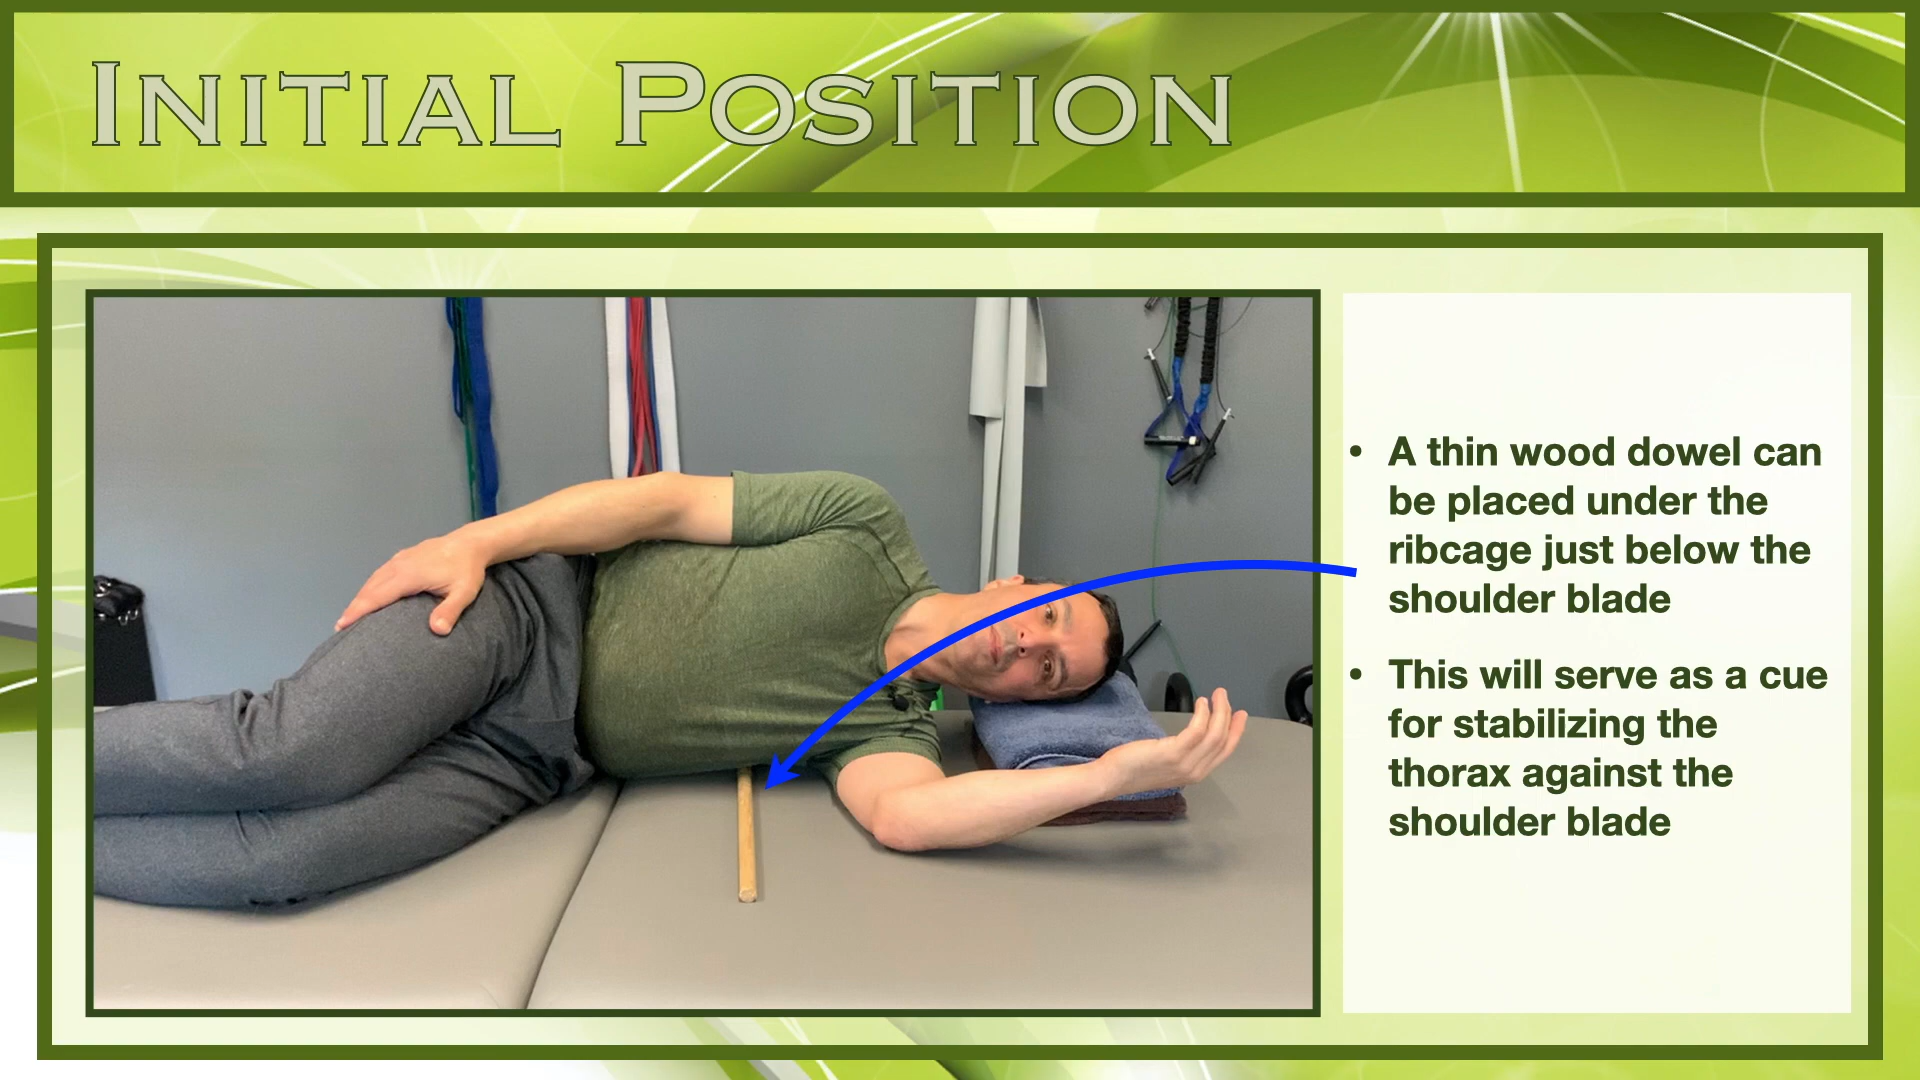 Initial Position
• A thin wood dowel can
be placed under the
ribcage just below the
shoulder blade
• This will serve as a cue
for stabilizing the
thorax against the
shoulder blade